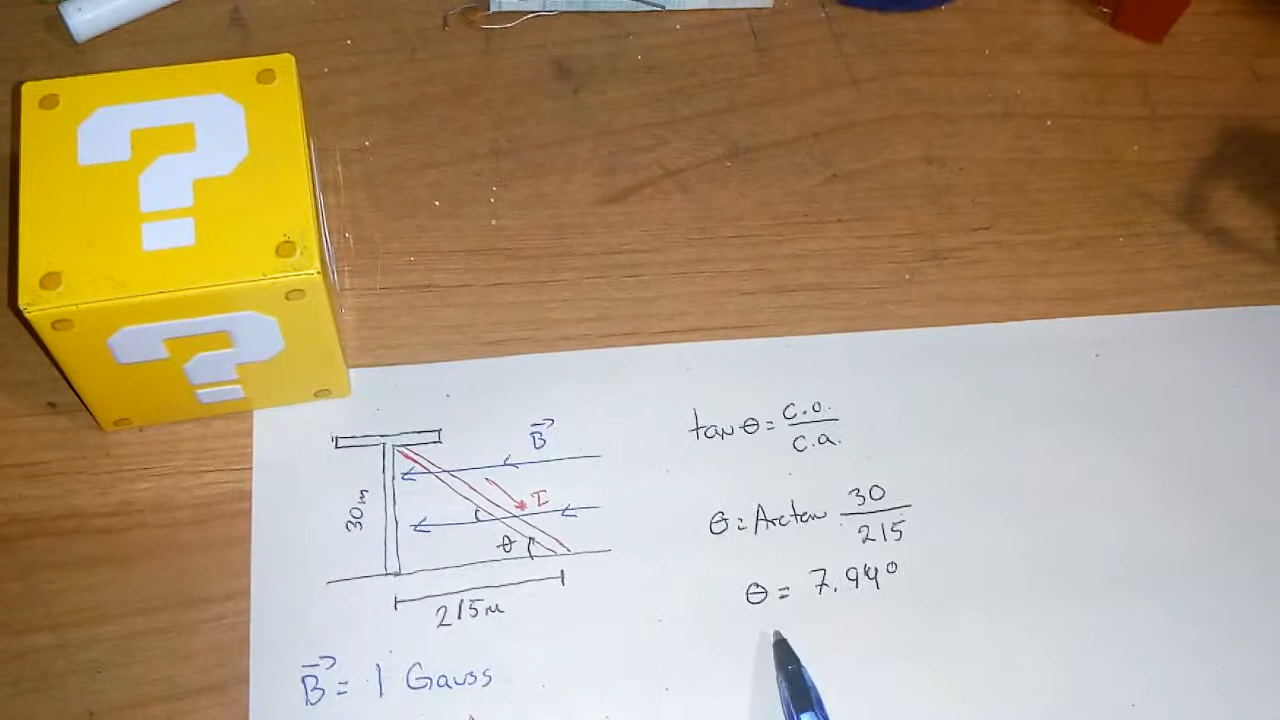 ?
?
B
30m
I
θ
215m
B = 1 Gauss
tan θ = c.o. / c.a.
θ = Arctan 30 / 215
θ = 7.94°